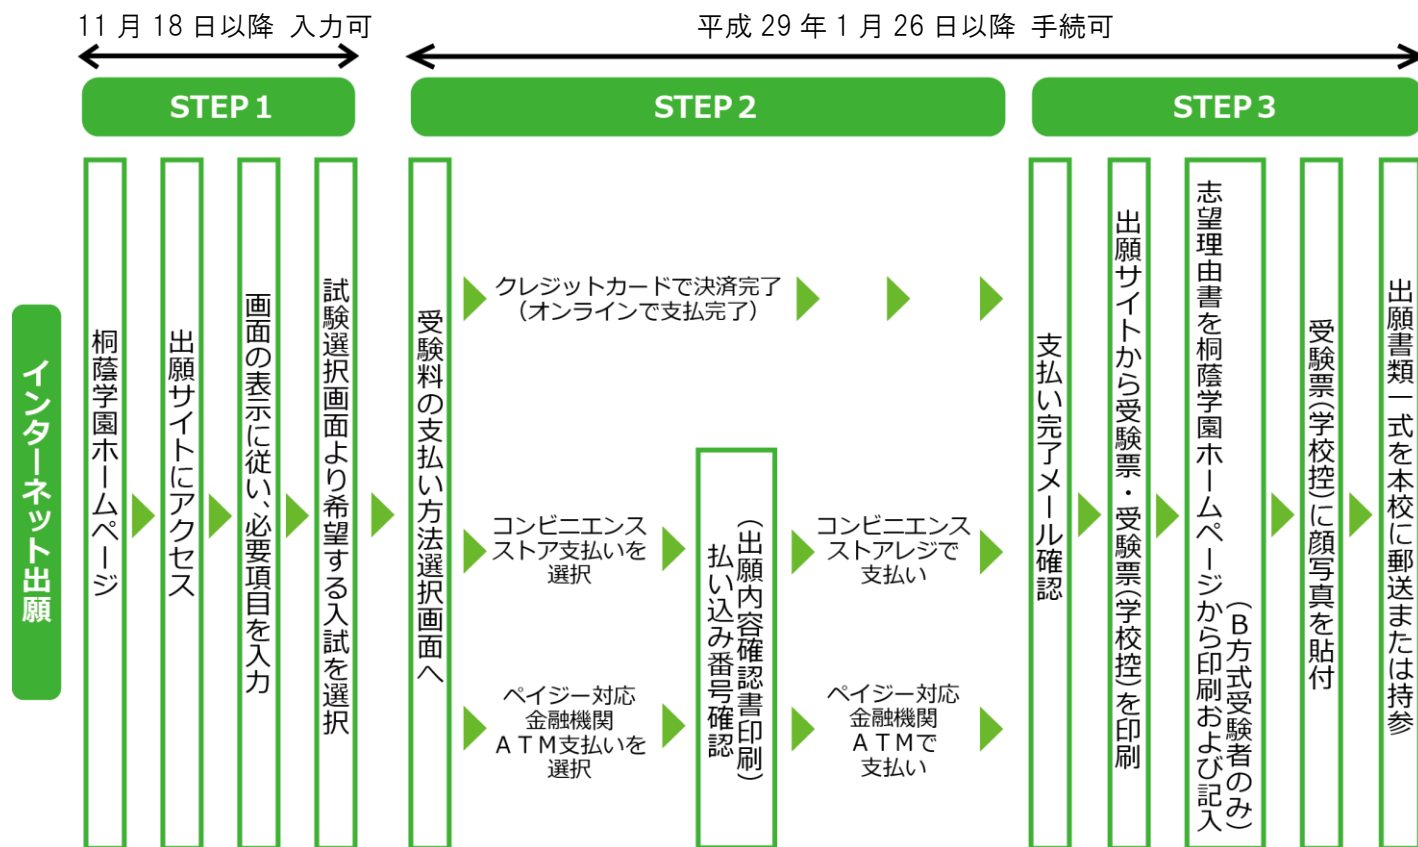 11月18日以降 入力可
平成29年1月26日以降 手続可
STEP1
STEP2
STEP3
インターネット出願
桐蔭学園ホームページ
出願サイトにアクセス
画面の表示に従い、必要項目を入力
試験選択画面より希望する入試を選択
受験料の支払い方法選択画面へ
クレジットカードで決済完了
（オンラインで支払完了）
コンビニエンス
ストア支払いを
選択
ペイジー対応
金融機関
ATM支払いを
選択
（出願内容確認書印刷）
払い込み番号確認
コンビニエンス
ストアレジで
支払い
ペイジー対応
金融機関
ATMで
支払い
支払い完了メール確認
出願サイトから受験票・受験票(学校控)を印刷
志望理由書を桐蔭学園ホームページから印刷および記入
（B方式受験者のみ）
受験票(学校控)に顔写真を貼付
出願書類一式を本校に郵送または持参